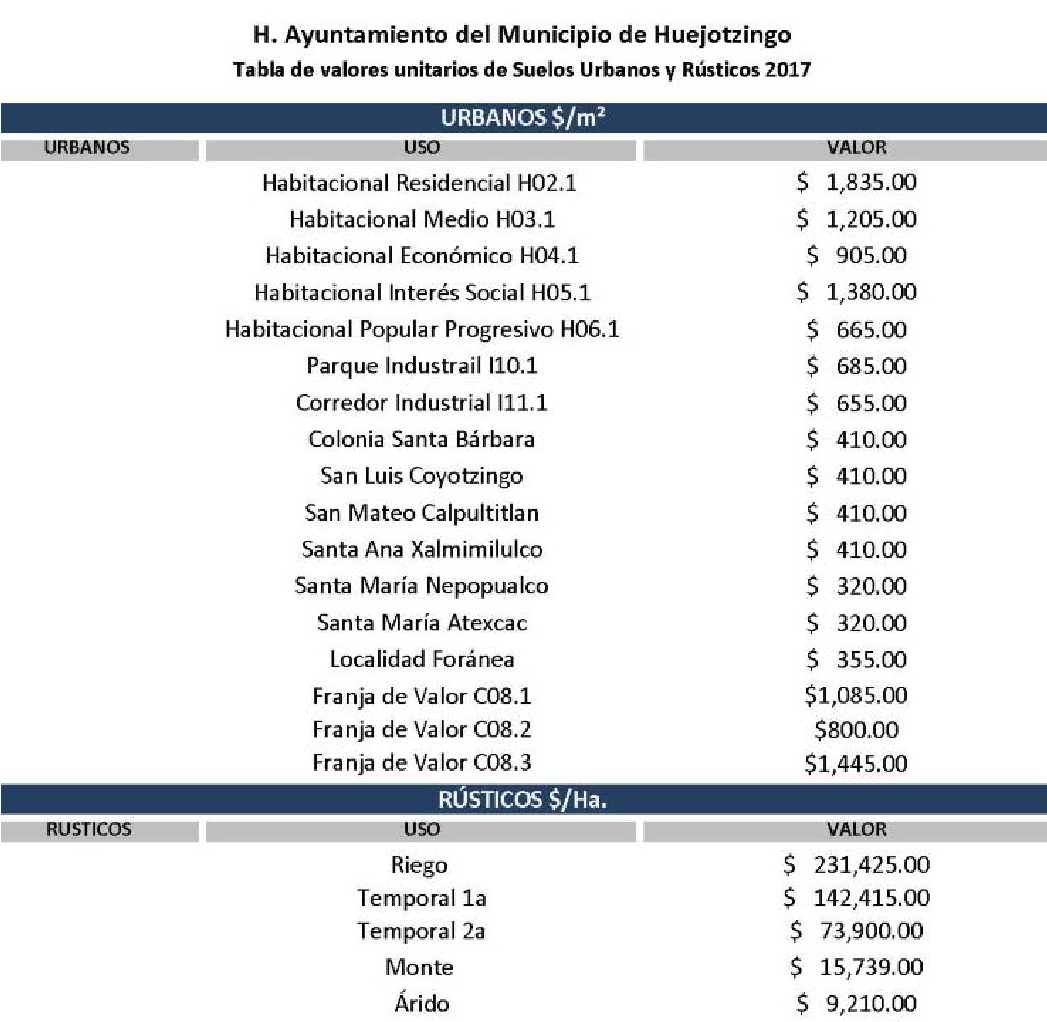 H. Ayuntamiento del Municipio de Huejotzingo
Tabla de valores unitarios de Suelos Urbanos y Rústicos 2017
URBANOS $/m²
URBANOS USO VALOR
Habitacional Residencial H02.1 $ 1,835.00
Habitacional Medio H03.1 $ 1,205.00
Habitacional Económico H04.1 $ 905.00
Habitacional Interés Social H05.1 $ 1,380.00
Habitacional Popular Progresivo H06.1 $ 665.00
Parque Industrail I10.1 $ 685.00
Corredor Industrial I11.1 $ 655.00
Colonia Santa Bárbara $ 410.00
San Luis Coyotzingo $ 410.00
San Mateo Calpultitlan $ 410.00
Santa Ana Xalmimilulco $ 410.00
Santa María Nepopualco $ 320.00
Santa María Atexcac $ 320.00
Localidad Foránea $ 355.00
Franja de Valor C08.1 $1,085.00
Franja de Valor C08.2 $800.00
Franja de Valor C08.3 $1,445.00
RÚSTICOS $/Ha.
RUSTICOS USO VALOR
Riego $ 231,425.00
Temporal 1a $ 142,415.00
Temporal 2a $ 73,900.00
Monte $ 15,739.00
Árido $ 9,210.00